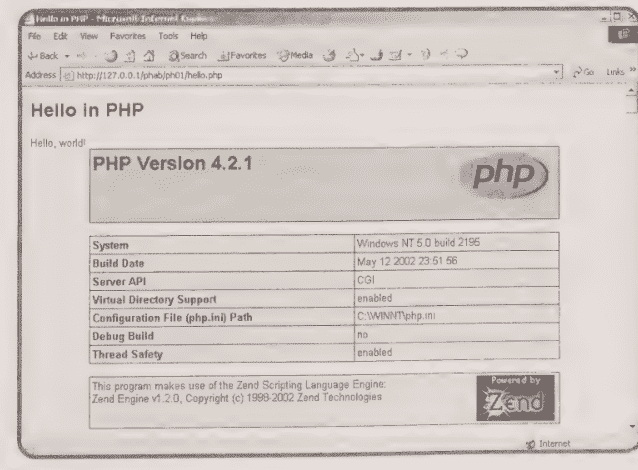 Hello in PHP - Microsoft Internet Explorer
File Edit View Favorites Tools Help
Back Search Favorites Media
Address http://127.0.0.1/phab/ph01/hello.php Go Links »
Hello in PHP
Hello, world!
PHP Version 4.2.1
php
System Windows NT 5.0 build 2195
Build Date May 12 2002 23:51:56
Server API CGI
Virtual Directory Support enabled
Configuration File (php.ini) Path C:\WINNT\php.ini
Debug Build no
Thread Safety enabled
This program makes use of the Zend Scripting Language Engine:
Zend Engine v1.2.0, Copyright (c) 1998-2002 Zend Technologies
Powered by
Zend
Internet